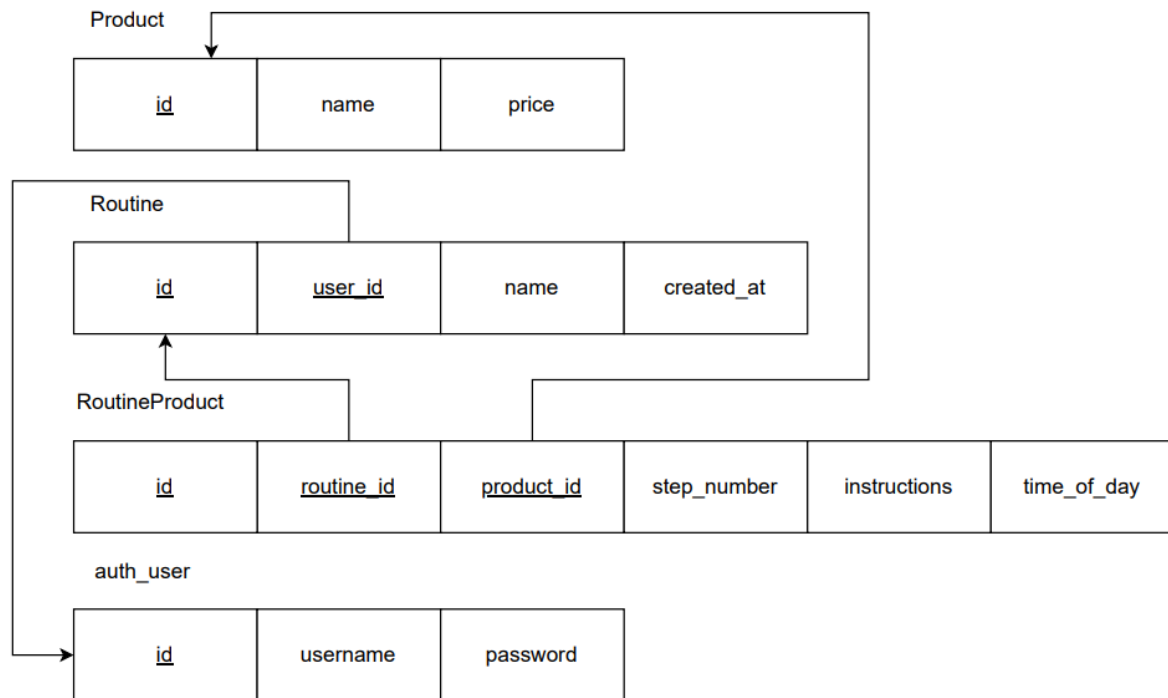 Product
id name price
Routine
id user_id name created_at
RoutineProduct
id routine_id product_id step_number instructions time_of_day
auth_user
id username password